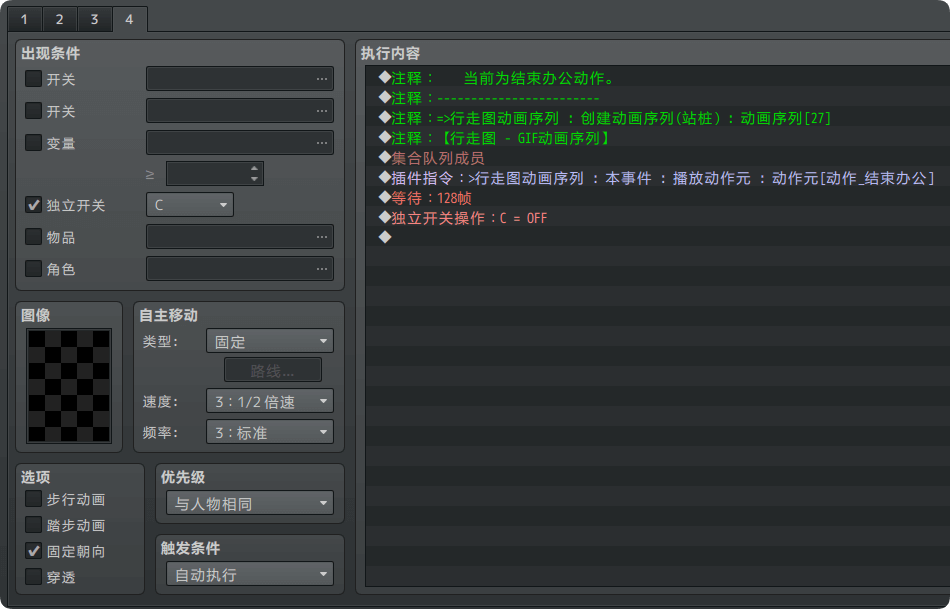 1 2 3 4
出现条件
开关 ...
开关 ...
变量 ...
≥
独立开关 C
物品 ...
角色 ...
图像
自主移动
类型: 固定
路线...
速度: 3：1/2 倍速
频率: 3：标准
选项
步行动画
踏步动画
固定朝向
穿透
优先级
与人物相同
触发条件
自动执行
执行内容
◆注释：　　当前为结束办公动作。
◆注释：-------------------------
◆注释：=>行走图动画序列 : 创建动画序列(站桩) : 动画序列[27]
◆注释：【行走图 - GIF动画序列】
◆集合队列成员
◆插件指令：>行走图动画序列 : 本事件 : 播放动作元 : 动作元[动作_结束办公]
◆等待：128帧
◆独立开关操作：C = OFF
◆